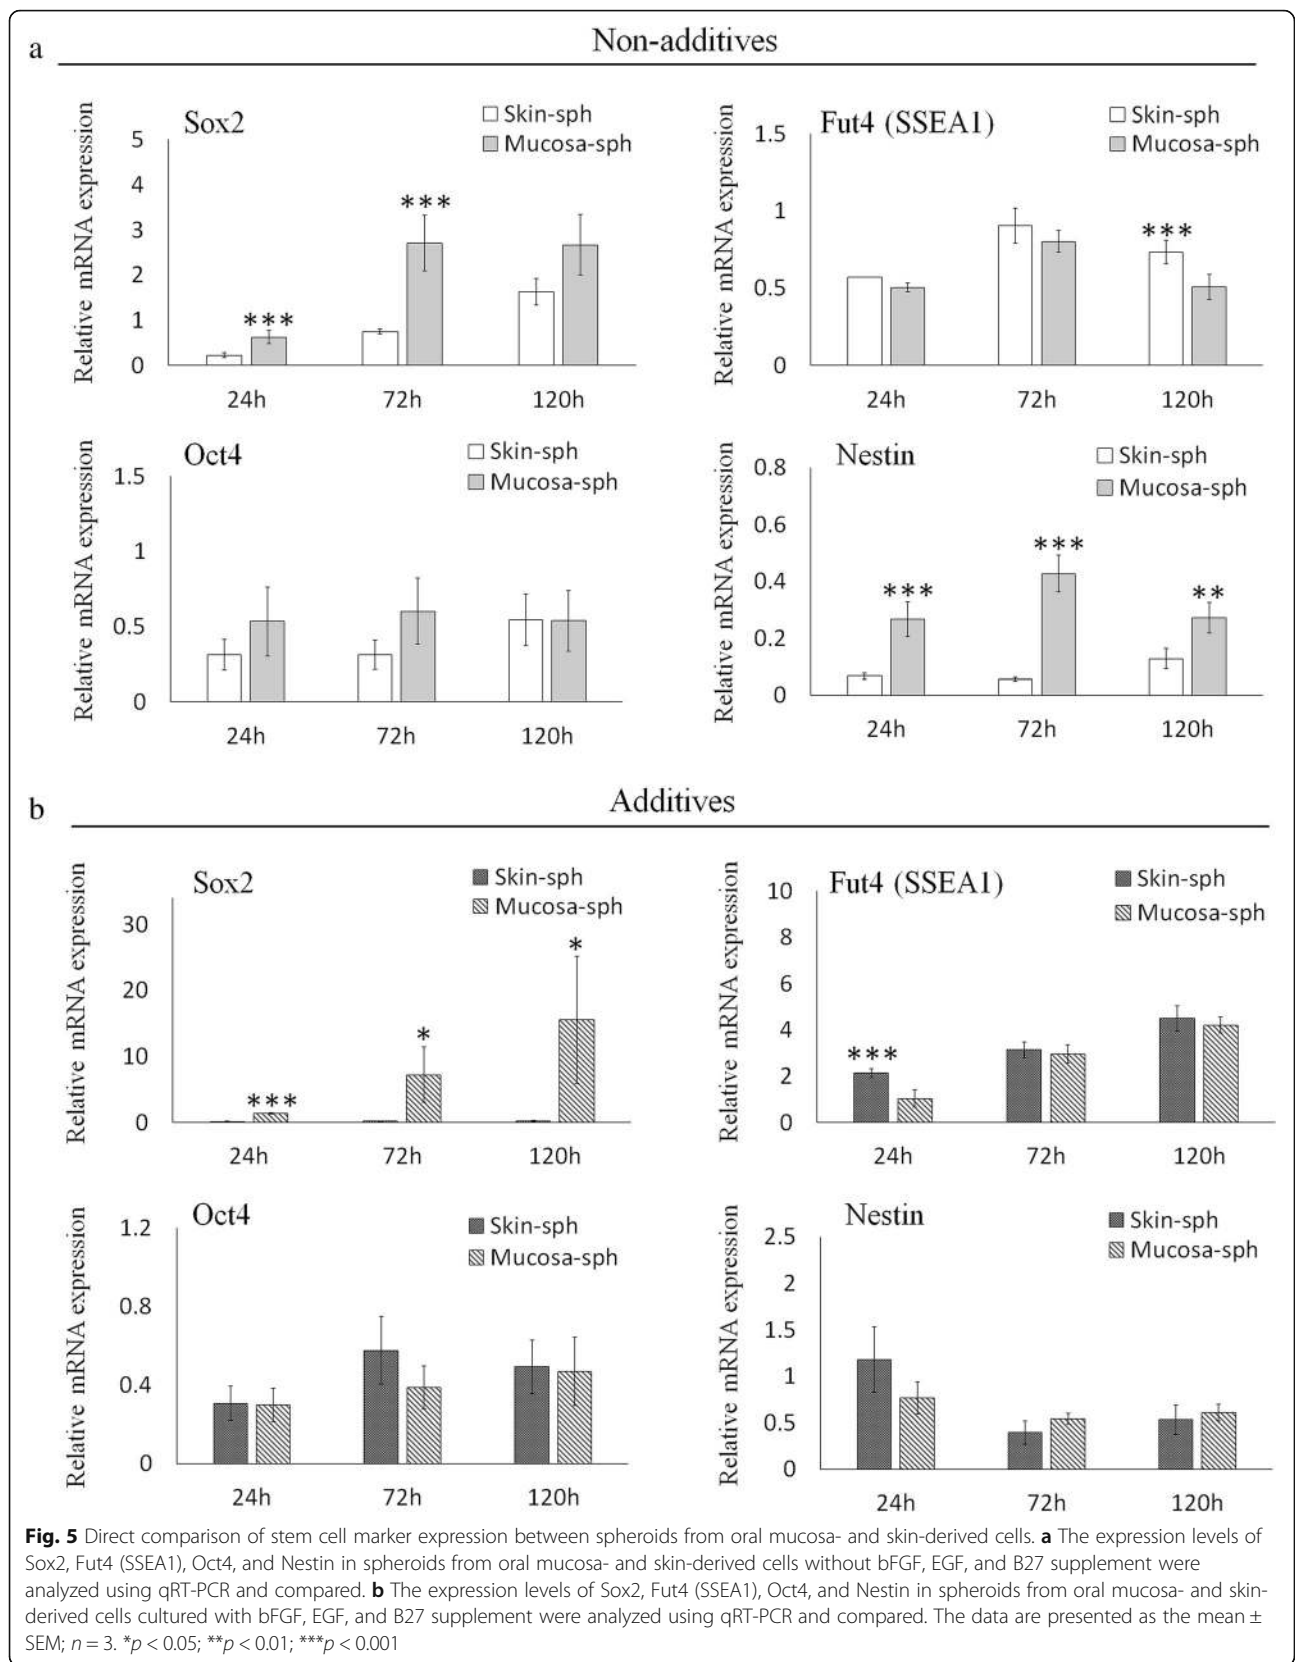 a
Non-additives
Sox2
Skin-sph
Mucosa-sph
Relative mRNA expression
5
4
3
2
1
0
***
***
24h
72h
120h
Fut4 (SSEA1)
Skin-sph
Mucosa-sph
Relative mRNA expression
1.5
1
0.5
0
***
24h
72h
120h
Oct4
Skin-sph
Mucosa-sph
Relative mRNA expression
1.5
1
0.5
0
24h
72h
120h
Nestin
Skin-sph
Mucosa-sph
Relative mRNA expression
0.8
0.6
0.4
0.2
0
***
***
**
24h
72h
120h
b
Additives
Sox2
Skin-sph
Mucosa-sph
Relative mRNA expression
30
20
10
0
***
*
*
24h
72h
120h
Fut4 (SSEA1)
Skin-sph
Mucosa-sph
Relative mRNA expression
10
8
6
4
2
0
***
24h
72h
120h
Oct4
Skin-sph
Mucosa-sph
Relative mRNA expression
1.2
0.8
0.4
0
24h
72h
120h
Nestin
Skin-sph
Mucosa-sph
Relative mRNA expression
2.5
2
1.5
1
0.5
0
24h
72h
120h
Fig. 5 Direct comparison of stem cell marker expression between spheroids from oral mucosa- and skin-derived cells. a The expression levels of
Sox2, Fut4 (SSEA1), Oct4, and Nestin in spheroids from oral mucosa- and skin-derived cells without bFGF, EGF, and B27 supplement were
analyzed using qRT-PCR and compared. b The expression levels of Sox2, Fut4 (SSEA1), Oct4, and Nestin in spheroids from oral mucosa- and skin-
derived cells cultured with bFGF, EGF, and B27 supplement were analyzed using qRT-PCR and compared. The data are presented as the mean ±
SEM; n = 3. *p < 0.05; **p < 0.01; ***p < 0.001